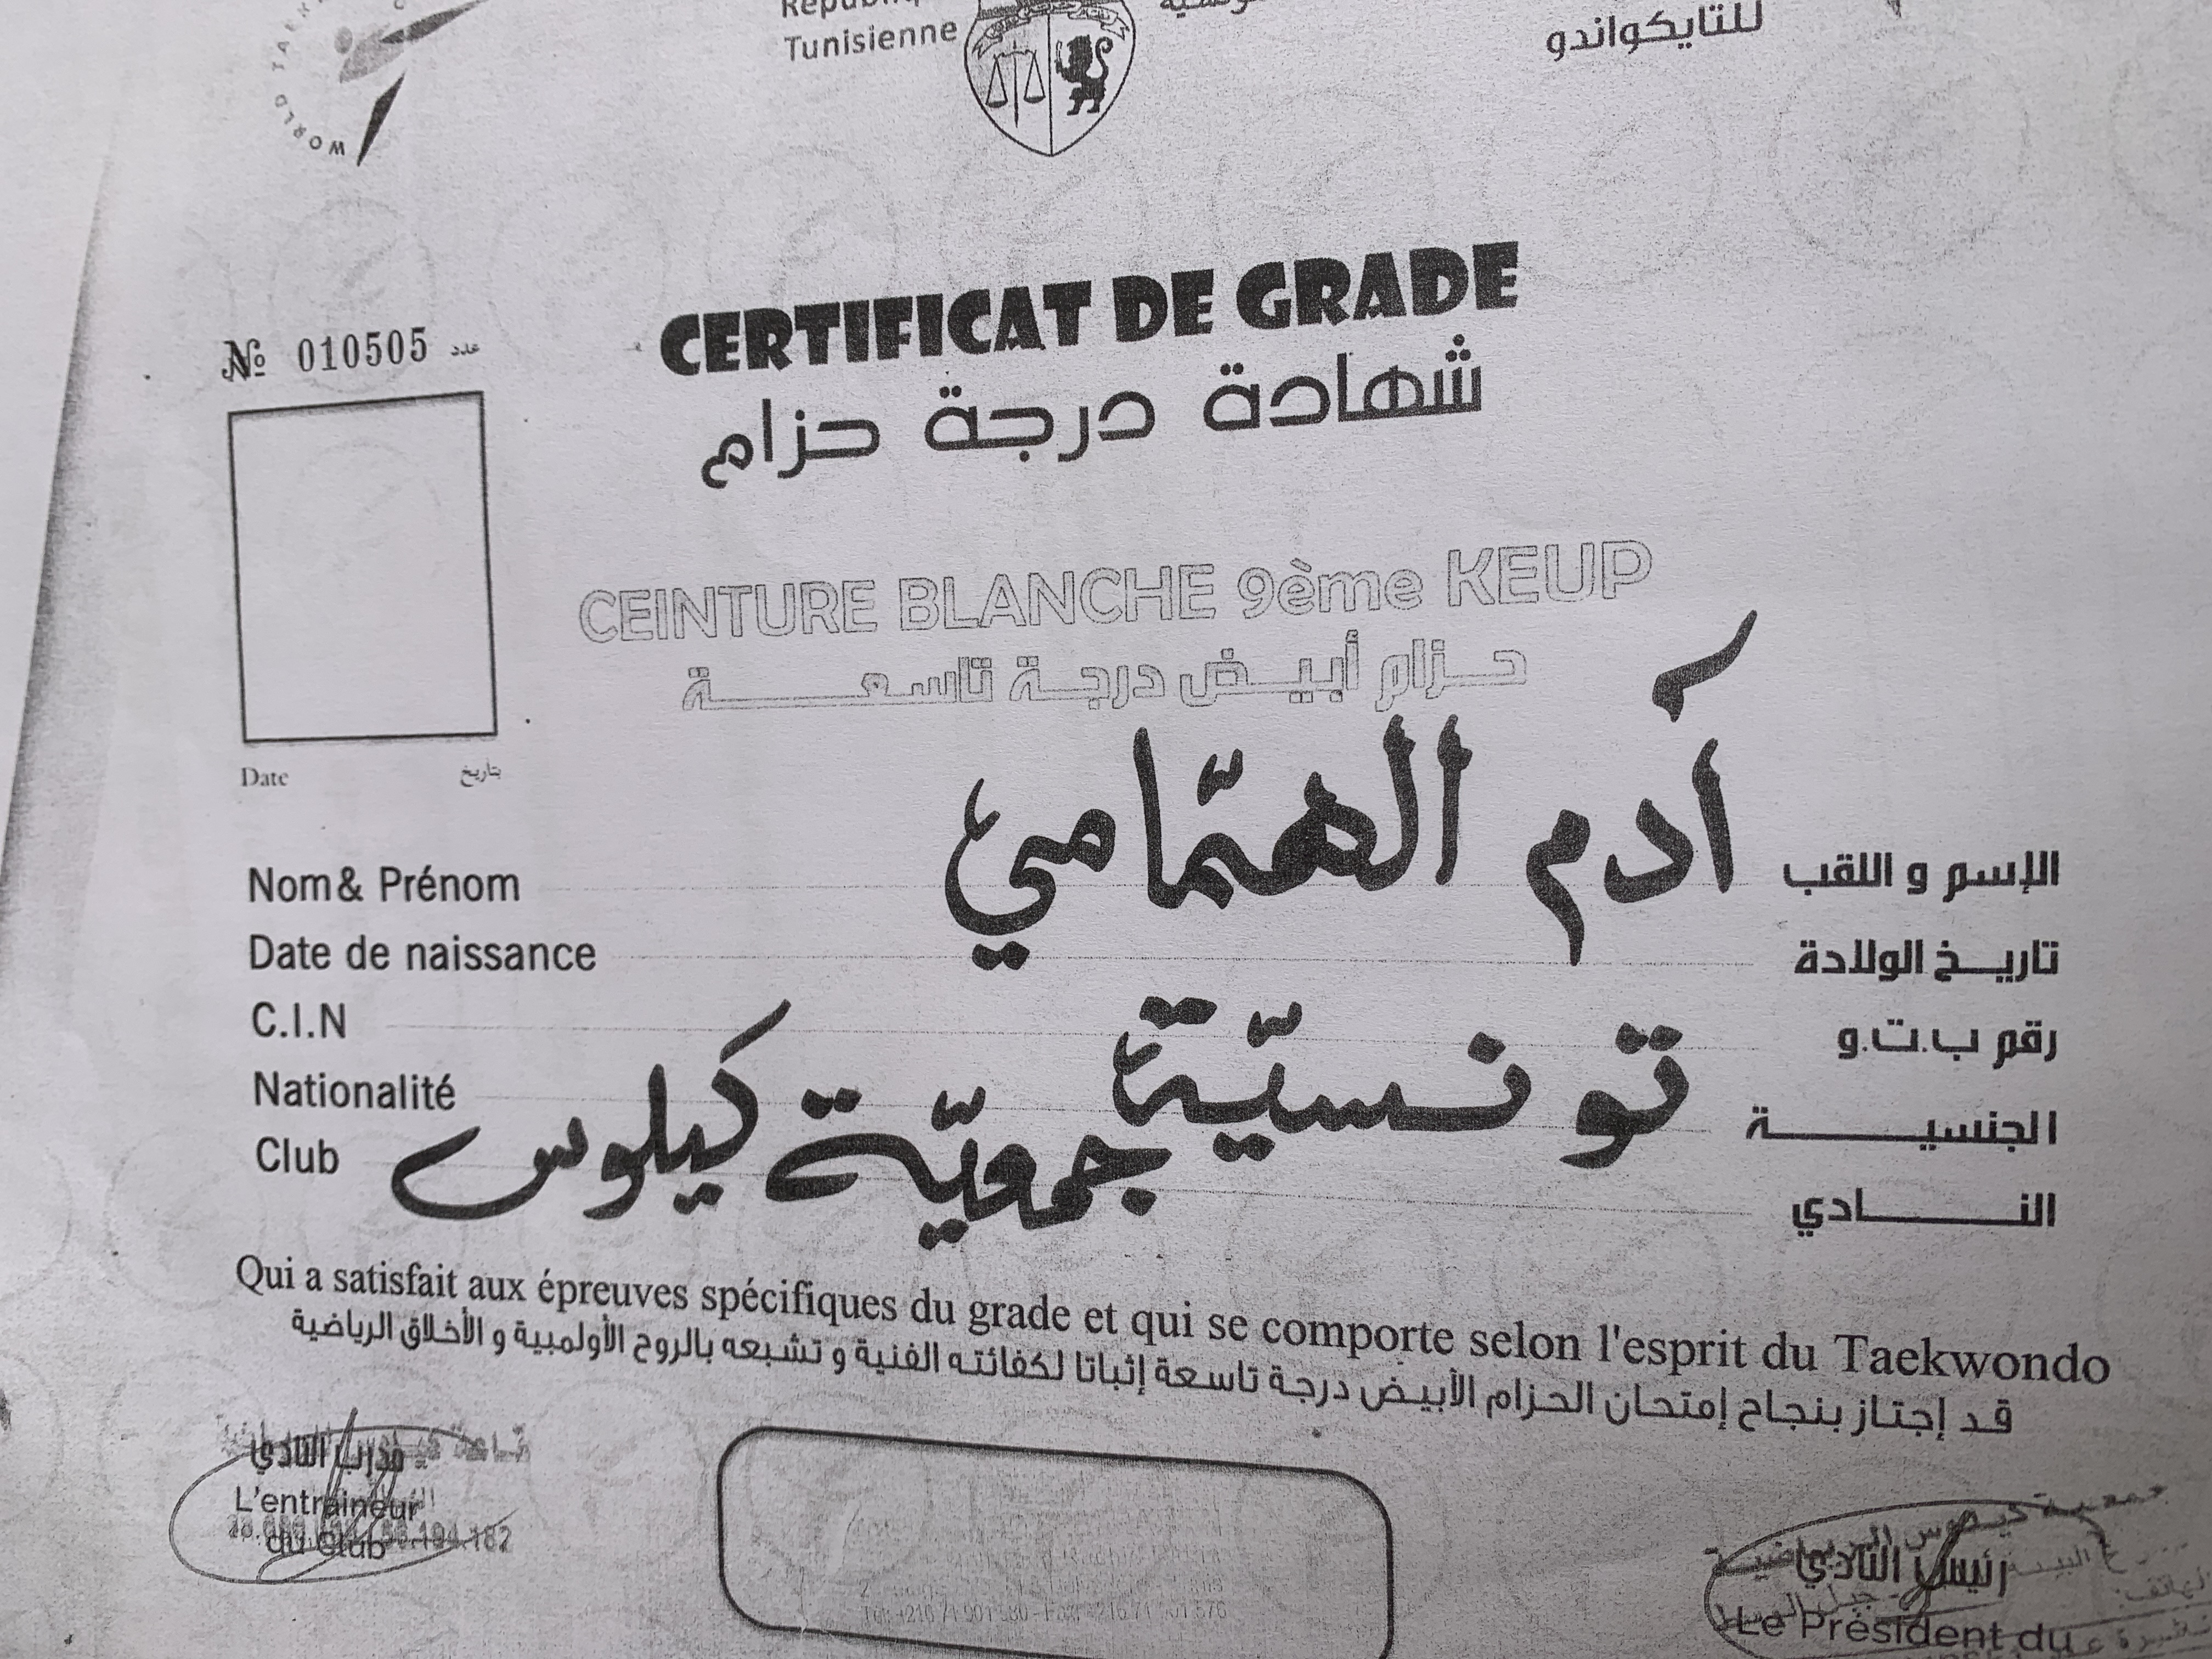 WORLD TAEK
Républiq
Tunisienne
للتايكواندو
CERTIFICAT DE GRADE
№ 010505 عدد
شهادة درجة حزام
CEINTURE BLANCHE 9ème KEUP
حزام أبيض درجة تاسعة
Date بتاريخ
Nom& Prénom آدم الهمّامي الإسم و اللقب
Date de naissance تاريخ الولادة
C.I.N رقم ب.ت.و
Nationalité تونسيّة الجنسية
Club جمعيّة كيلوس النادي
Qui a satisfait aux épreuves spécifiques du grade et qui se comporte selon l'esprit du Taekwondo
قد إجتاز بنجاح إمتحان الحزام الأبيض درجة تاسعة إثباتا لكفائته الفنية و تشبعه بالروح الأولمبية و الأخلاق الرياضية
مدرب النادي
L'entraineur
du Club
رئيس النادي
Le Président du